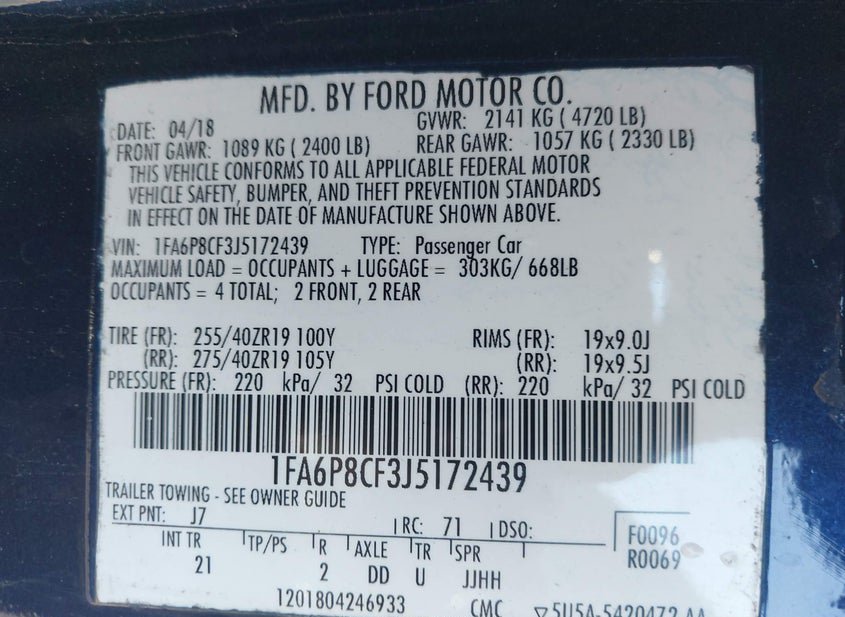 MFD. BY FORD MOTOR CO.
DATE: 04/18 GVWR: 2141 KG ( 4720 LB)
FRONT GAWR: 1089 KG ( 2400 LB) REAR GAWR: 1057 KG ( 2330 LB)
THIS VEHICLE CONFORMS TO ALL APPLICABLE FEDERAL MOTOR
VEHICLE SAFETY, BUMPER, AND THEFT PREVENTION STANDARDS
IN EFFECT ON THE DATE OF MANUFACTURE SHOWN ABOVE.
VIN: 1FA6P8CF3J5172439 TYPE: Passenger Car
MAXIMUM LOAD = OCCUPANTS + LUGGAGE = 303KG/ 668LB
OCCUPANTS = 4 TOTAL; 2 FRONT, 2 REAR
TIRE (FR): 255/40ZR19 100Y RIMS (FR): 19x9.0J
(RR): 275/40ZR19 105Y (RR): 19x9.5J
PRESSURE (FR): 220 kPa/ 32 PSI COLD (RR): 220 kPa/ 32 PSI COLD
1FA6P8CF3J5172439
TRAILER TOWING - SEE OWNER GUIDE
EXT PNT: J7 RC: 71 DSO: F0096
INT TR TP/PS R AXLE TR SPR R0069
21 2 DD U JJHH
1201804246933 CMC